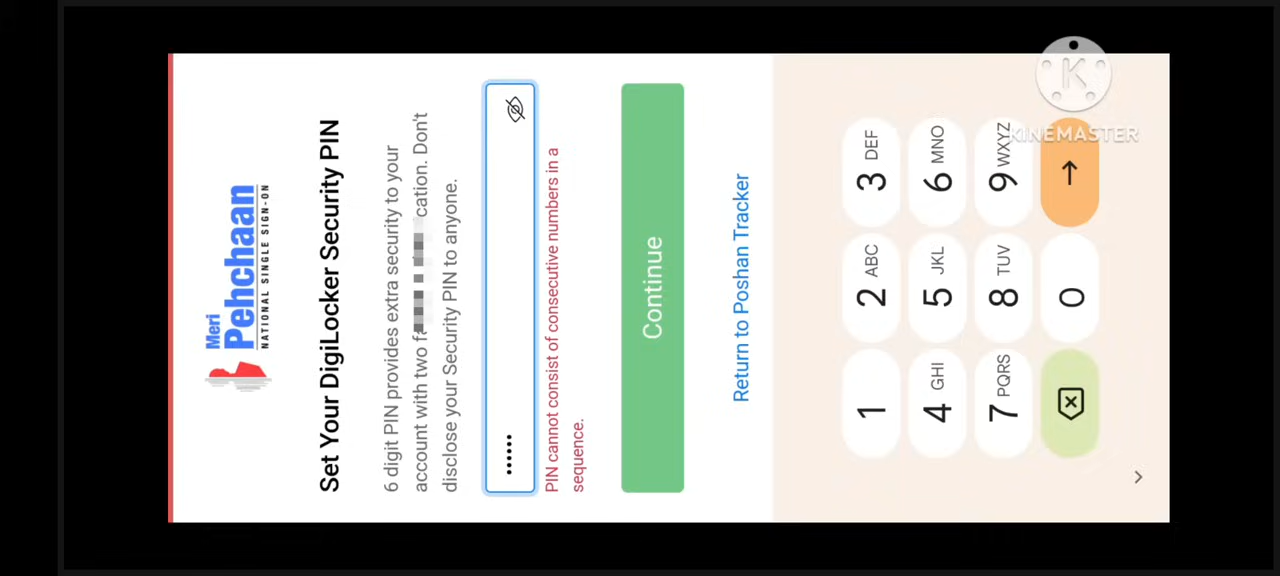 Meri
Pehchaan
NATIONAL SINGLE SIGN-ON
Set Your DigiLocker Security PIN
6 digit PIN provides extra security to your
account with two cation. Don't
disclose your Security PIN to anyone.
••••••
PIN cannot consist of consecutive numbers in a
sequence.
Continue
Return to Poshan Tracker
1
2 ABC
3 DEF
4 GHI
5 JKL
6 MNO
7 PQRS
8 TUV
9 WXYZ
0
K
KINEMASTER